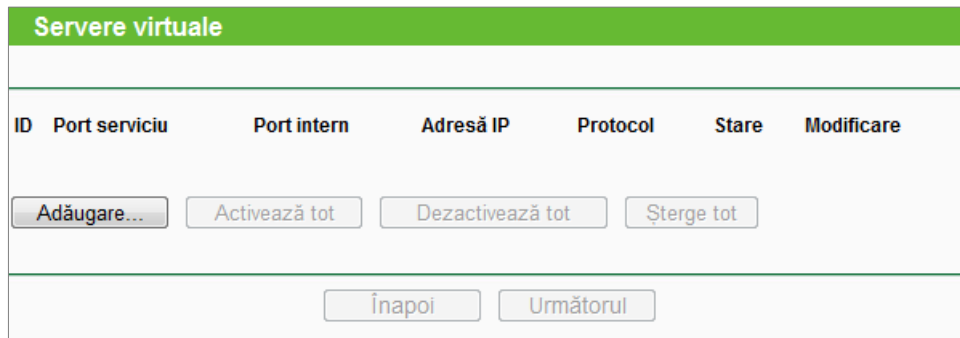 Servere virtuale
ID Port serviciu Port intern Adresă IP Protocol Stare Modificare
Adăugare... Activează tot Dezactivează tot Șterge tot
Înapoi Următorul